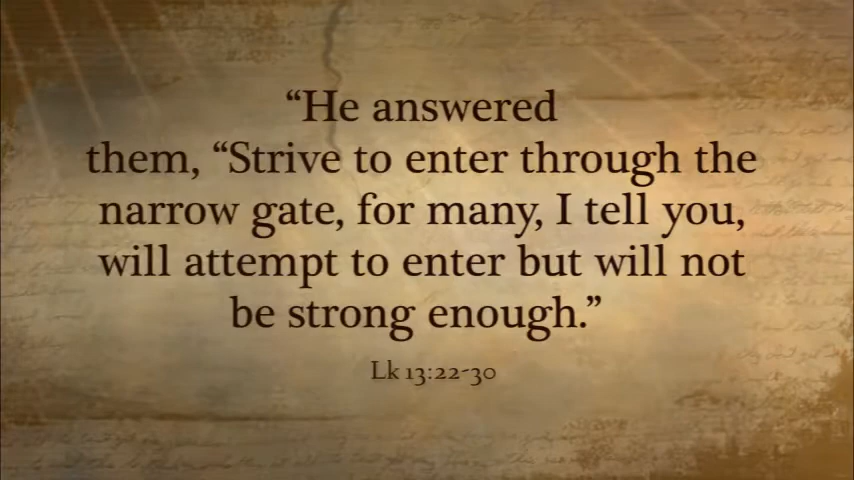 “He answered
them, “Strive to enter through the
narrow gate, for many, I tell you,
will attempt to enter but will not
be strong enough.”
Lk 13:22-30